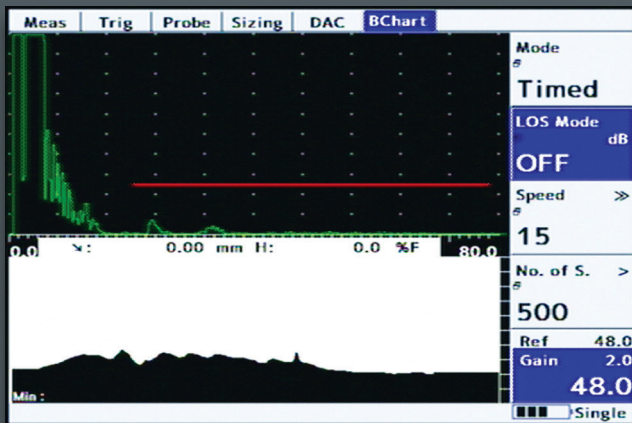 Meas Trig Probe Sizing DAC BChart
Mode
Timed
LOS Mode
dB
OFF
Speed >>
15
No. of S. >
500
Ref 48.0
Gain 2.0
48.0
Single
0.0 ↘: 0.00 mm H: 0.0 %F 80.0
Min: